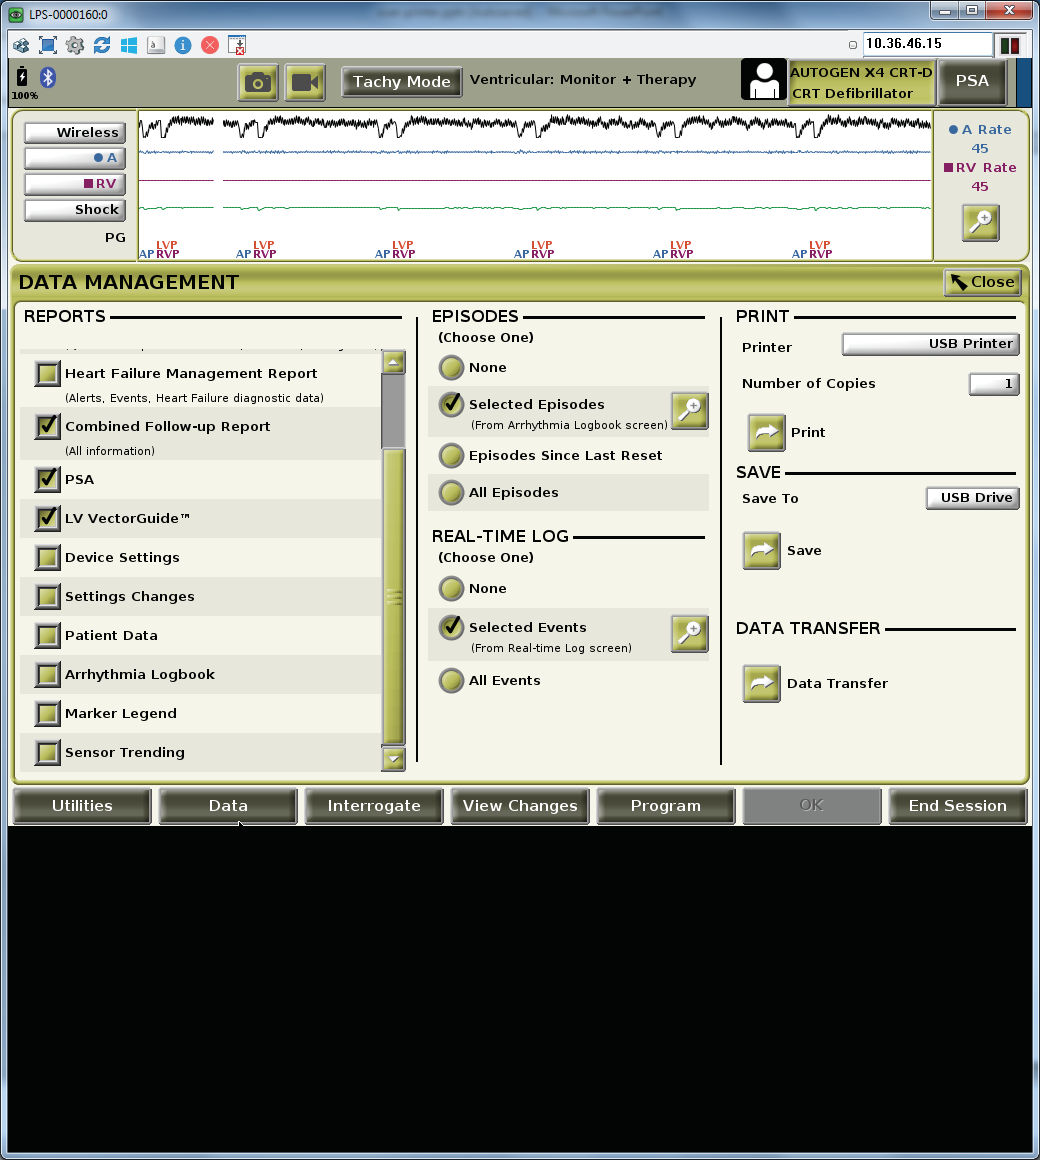 LPS-0000160:0
10.36.46.15
100%
Tachy Mode
Ventricular: Monitor + Therapy
AUTOGEN X4 CRT-D
CRT Defibrillator
PSA
Wireless
A
RV
Shock
PG
LVP LVP LVP LVP LVP LVP
AP RVP AP RVP AP RVP AP RVP AP RVP AP RVP
A Rate
45
RV Rate
45
DATA MANAGEMENT
Close
REPORTS
Heart Failure Management Report
(Alerts, Events, Heart Failure diagnostic data)
Combined Follow-up Report
(All information)
PSA
LV VectorGuide™
Device Settings
Settings Changes
Patient Data
Arrhythmia Logbook
Marker Legend
Sensor Trending
EPISODES
(Choose One)
None
Selected Episodes
(From Arrhythmia Logbook screen)
Episodes Since Last Reset
All Episodes
REAL-TIME LOG
(Choose One)
None
Selected Events
(From Real-time Log screen)
All Events
PRINT
Printer
USB Printer
Number of Copies
1
Print
SAVE
Save To
USB Drive
Save
DATA TRANSFER
Data Transfer
Utilities
Data
Interrogate
View Changes
Program
OK
End Session